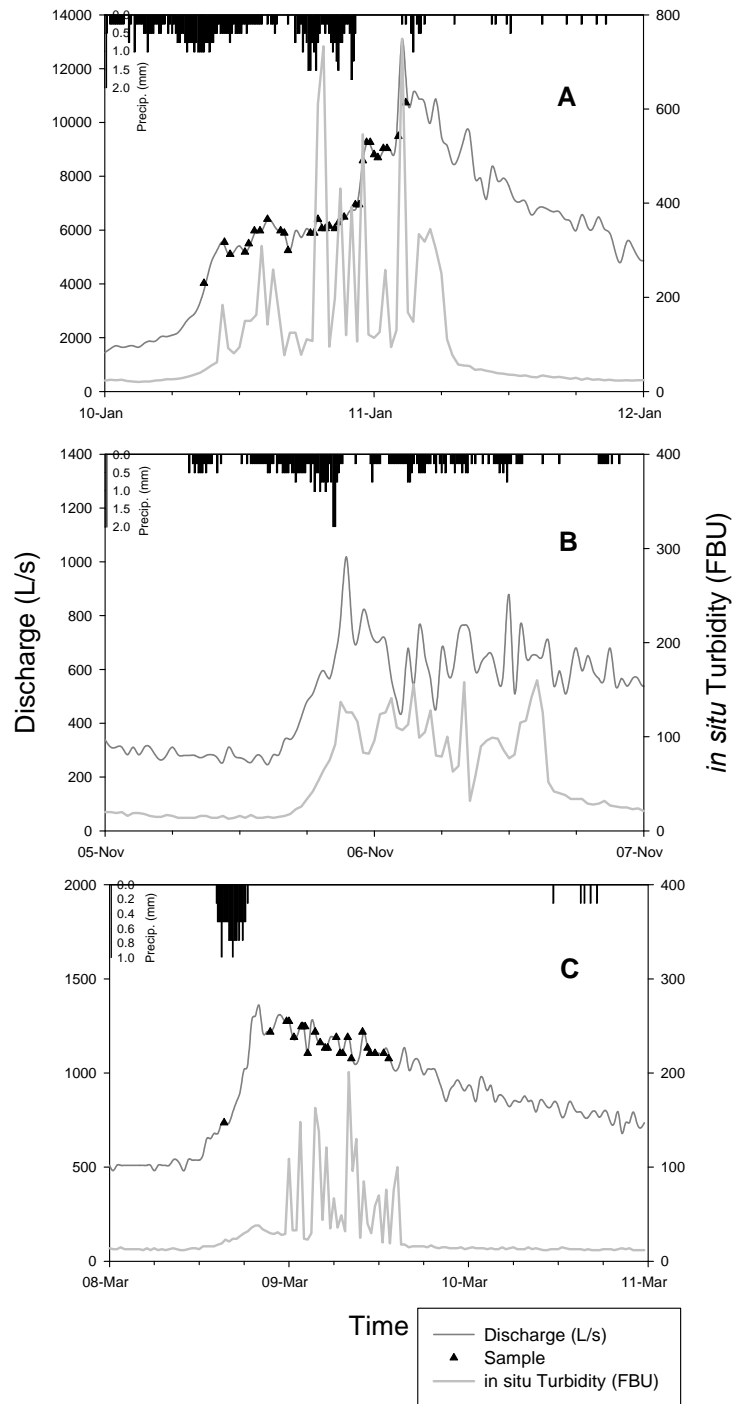 14000
12000
10000
8000
6000
4000
2000
0
0.0
0.5
1.0
1.5
2.0
Precip. (mm)
A
800
600
400
200
0
10-Jan
11-Jan
12-Jan
1400
1200
1000
800
600
400
200
0
0.0
0.5
1.0
1.5
2.0
Precip. (mm)
B
400
300
200
100
0
05-Nov
06-Nov
07-Nov
Discharge (L/s)
in situ Turbidity (FBU)
2000
1500
1000
500
0
0.0
0.2
0.4
0.6
0.8
1.0
Precip. (mm)
C
400
300
200
100
0
08-Mar
09-Mar
10-Mar
11-Mar
Time
Discharge (L/s)
Sample
in situ Turbidity (FBU)